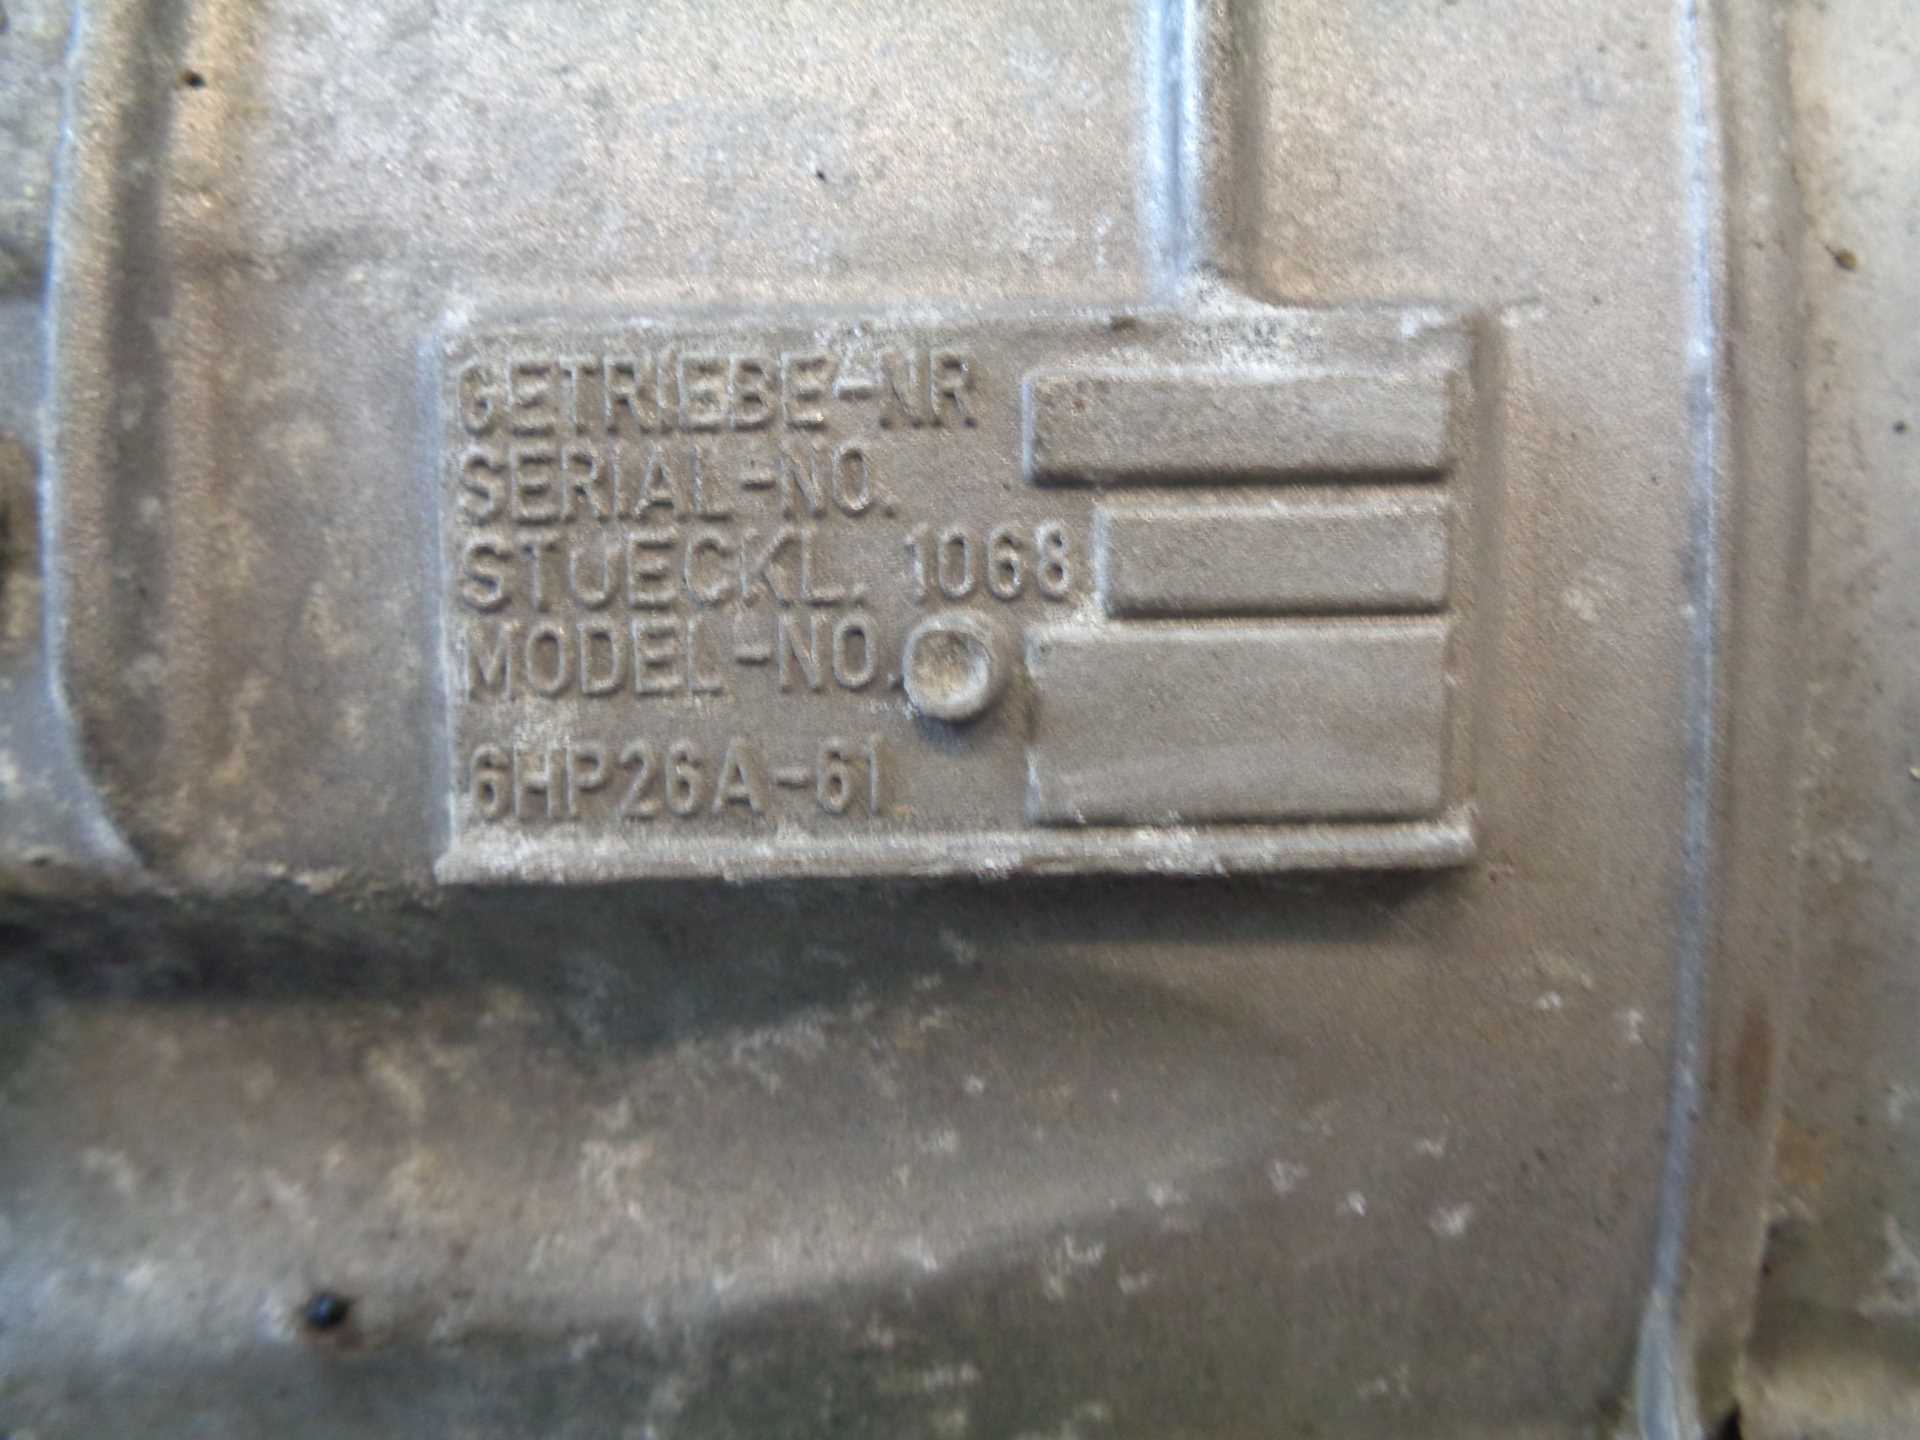 GETRIEBE-NR
SERIAL-NO.
STUECKL. 1068
MODEL-NO.
6HP26A-61